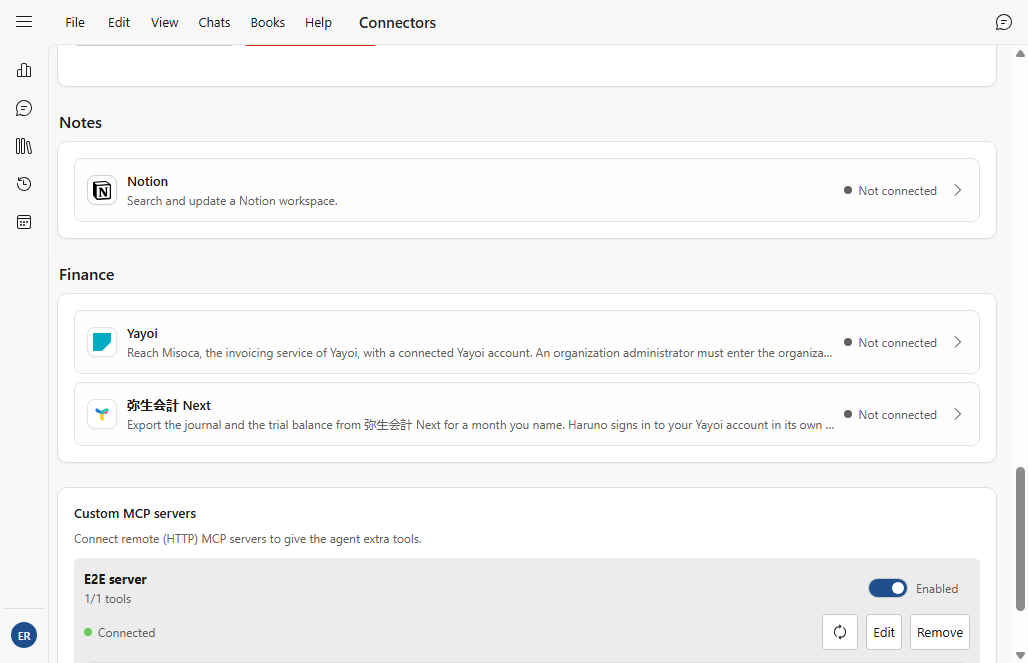 File Edit View Chats Books Help Connectors
Notes
Notion
Search and update a Notion workspace.
Not connected
Finance
Yayoi
Reach Misoca, the invoicing service of Yayoi, with a connected Yayoi account. An organization administrator must enter the organiza...
Not connected
弥生会計 Next
Export the journal and the trial balance from 弥生会計 Next for a month you name. Haruno signs in to your Yayoi account in its own ...
Not connected
Custom MCP servers
Connect remote (HTTP) MCP servers to give the agent extra tools.
E2E server
1/1 tools
Enabled
Connected
Edit
Remove
ER